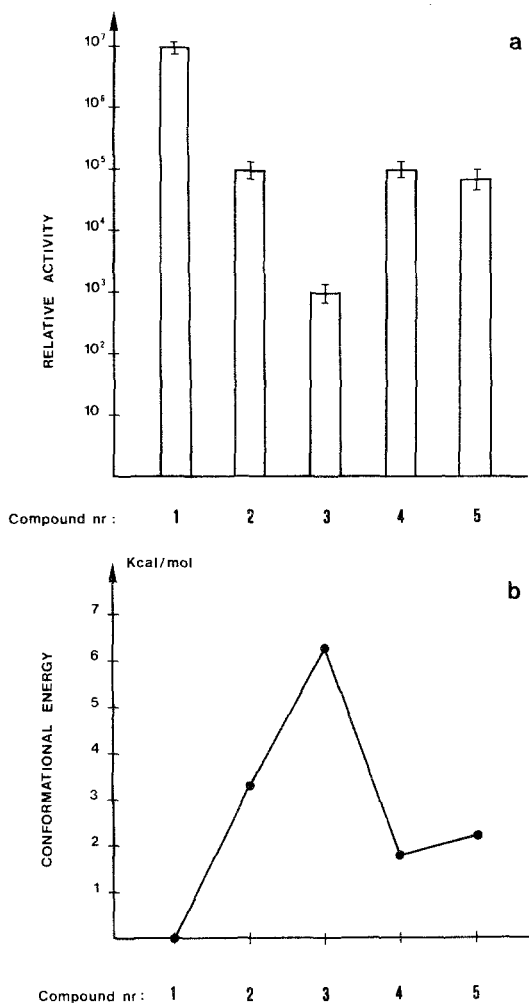 a
10⁷
10⁶
10⁵
10⁴
10³
10²
10
RELATIVE ACTIVITY
Compound nr : 1 2 3 4 5
Kcal/mol
b
7
6
5
4
3
2
1
CONFORMATIONAL ENERGY
Compound nr: 1 2 3 4 5